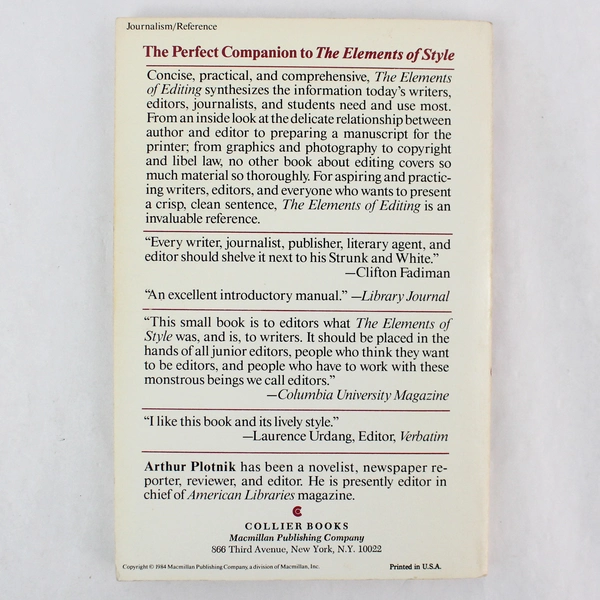 Journalism/Reference
The Perfect Companion to The Elements of Style
Concise, practical, and comprehensive, The Elements
of Editing synthesizes the information today's writers,
editors, journalists, and students need and use most.
From an inside look at the delicate relationship between
author and editor to preparing a manuscript for the
printer; from graphics and photography to copyright
and libel law, no other book about editing covers so
much material so thoroughly. For aspiring and practic-
ing writers, editors, and everyone who wants to present
a crisp, clean sentence, The Elements of Editing is an
invaluable reference.
“Every writer, journalist, publisher, literary agent, and
editor should shelve it next to his Strunk and White.”
—Clifton Fadiman
“An excellent introductory manual.” —Library Journal
“This small book is to editors what The Elements of
Style was, and is, to writers. It should be placed in the
hands of all junior editors, people who think they want
to be editors, and people who have to work with these
monstrous beings we call editors.”
—Columbia University Magazine
“I like this book and its lively style.”
—Laurence Urdang, Editor, Verbatim
Arthur Plotnik has been a novelist, newspaper re-
porter, reviewer, and editor. He is presently editor in
chief of American Libraries magazine.
COLLIER BOOKS
Macmillan Publishing Company
866 Third Avenue, New York, N.Y. 10022
Copyright © 1984 Macmillan Publishing Company, a division of Macmillan, Inc.
Printed in U.S.A.